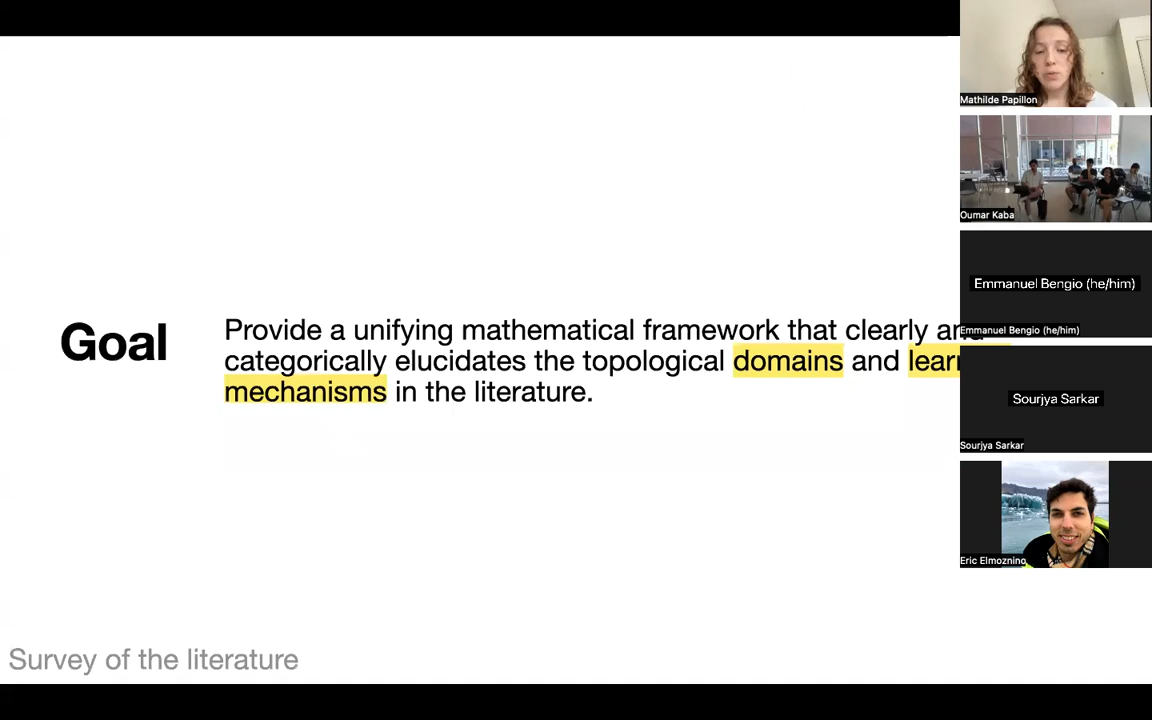 Goal
Provide a unifying mathematical framework that clearly and
categorically elucidates the topological domains and
mechanisms in the literature.
Survey of the literature
Mathilde Papillon
Oumar Kaba
Emmanuel Bengio (he/him)
Emmanuel Bengio (he/him)
Sourjya Sarkar
Sourjya Sarkar
Eric Elmoznino